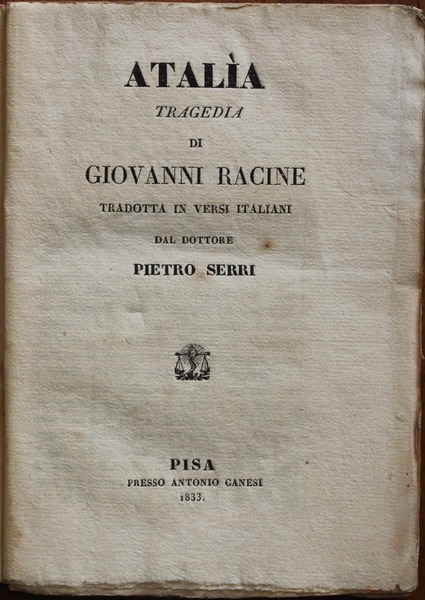 ATALÌA
TRAGEDIA
DI
GIOVANNI RACINE
TRADOTTA IN VERSI ITALIANI
DAL DOTTORE
PIETRO SERRI
PISA
PRESSO ANTONIO GANESI
1833.